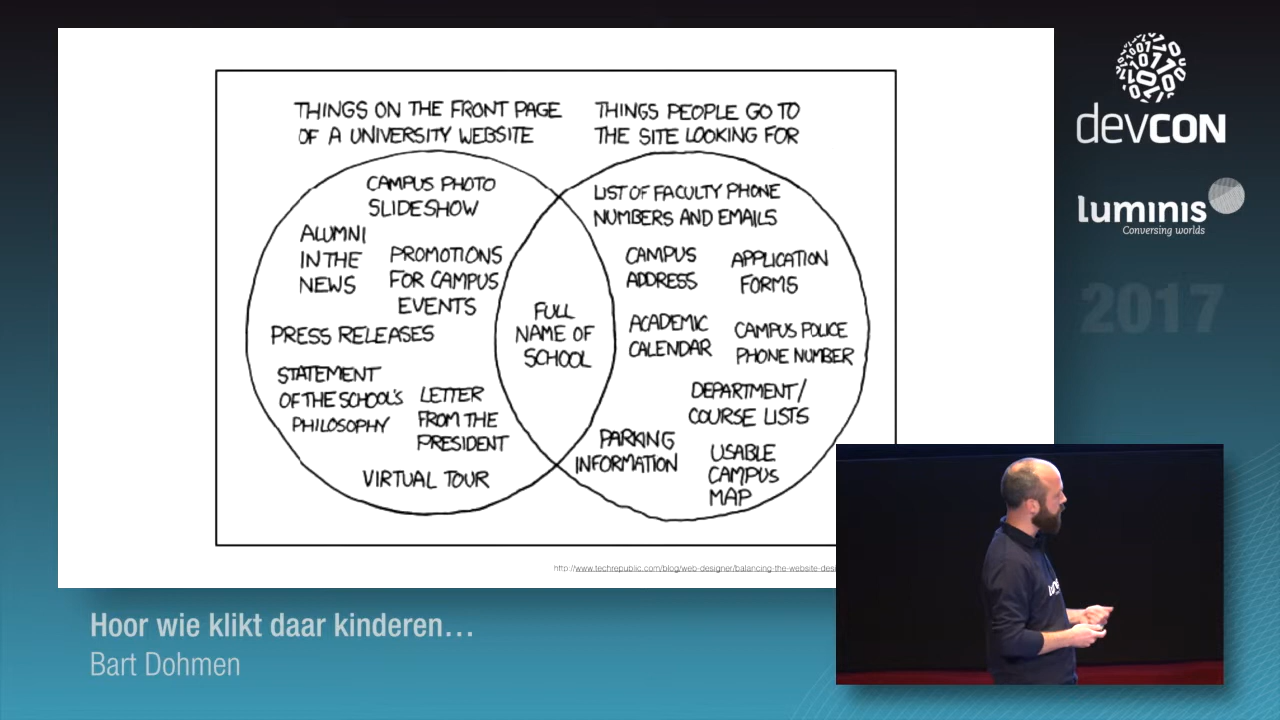 THINGS ON THE FRONT PAGE
OF A UNIVERSITY WEBSITE
THINGS PEOPLE GO TO
THE SITE LOOKING FOR
CAMPUS PHOTO
SLIDESHOW
ALUMNI
IN THE
NEWS
PROMOTIONS
FOR CAMPUS
EVENTS
PRESS RELEASES
STATEMENT
OF THE SCHOOL'S
PHILOSOPHY
LETTER
FROM THE
PRESIDENT
VIRTUAL TOUR
FULL
NAME OF
SCHOOL
LIST OF FACULTY PHONE
NUMBERS AND EMAILS
CAMPUS
ADDRESS
APPLICATION
FORMS
ACADEMIC
CALENDAR
CAMPUS POLICE
PHONE NUMBER
DEPARTMENT/
COURSE LISTS
PARKING
INFORMATION
USABLE
CAMPUS
MAP
http://www.techrepublic.com/blog/web-designer/balancing-the-website-desi
devCON
luminis
Conversing worlds
2017
Hoor wie klikt daar kinderen...
Bart Dohmen